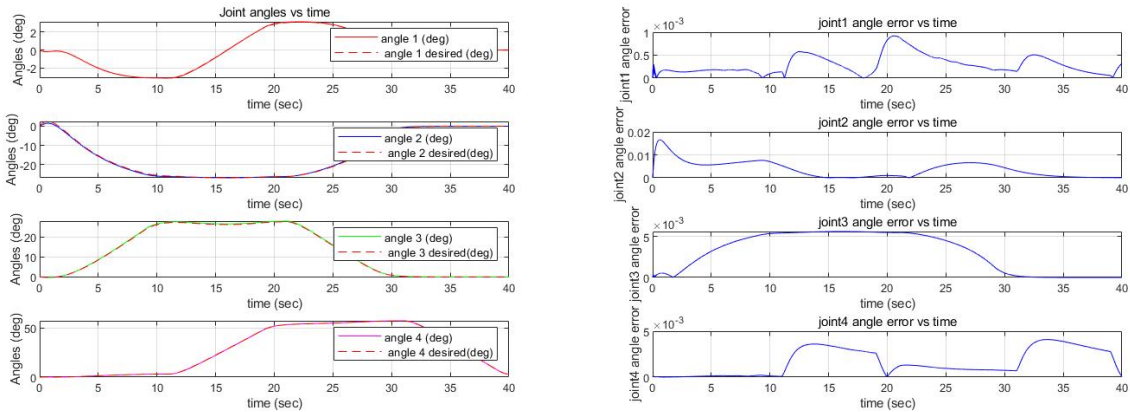 Joint angles vs time
Angles (deg)
2
0
-2
angle 1 (deg)
angle 1 desired (deg)
0 5 10 15 20 25 30 35 40
time (sec)
Angles (deg)
0
-20
angle 2 (deg)
angle 2 desired(deg)
0 5 10 15 20 25 30 35 40
time (sec)
Angles (deg)
20
0
angle 3 (deg)
angle 3 desired(deg)
0 5 10 15 20 25 30 35 40
time (sec)
Angles (deg)
50
0
angle 4 (deg)
angle 4 desired(deg)
0 5 10 15 20 25 30 35 40
time (sec)
×10⁻³
joint1 angle error vs time
joint1 angle error
1
0.5
0
0 5 10 15 20 25 30 35 40
time (sec)
joint2 angle error vs time
joint2 angle error
0.02
0.01
0
0 5 10 15 20 25 30 35 40
time (sec)
×10⁻³
joint3 angle error vs time
joint3 angle error
5
0
0 5 10 15 20 25 30 35 40
time (sec)
×10⁻³
joint4 angle error vs time
joint4 angle error
5
0
0 5 10 15 20 25 30 35 40
time (sec)